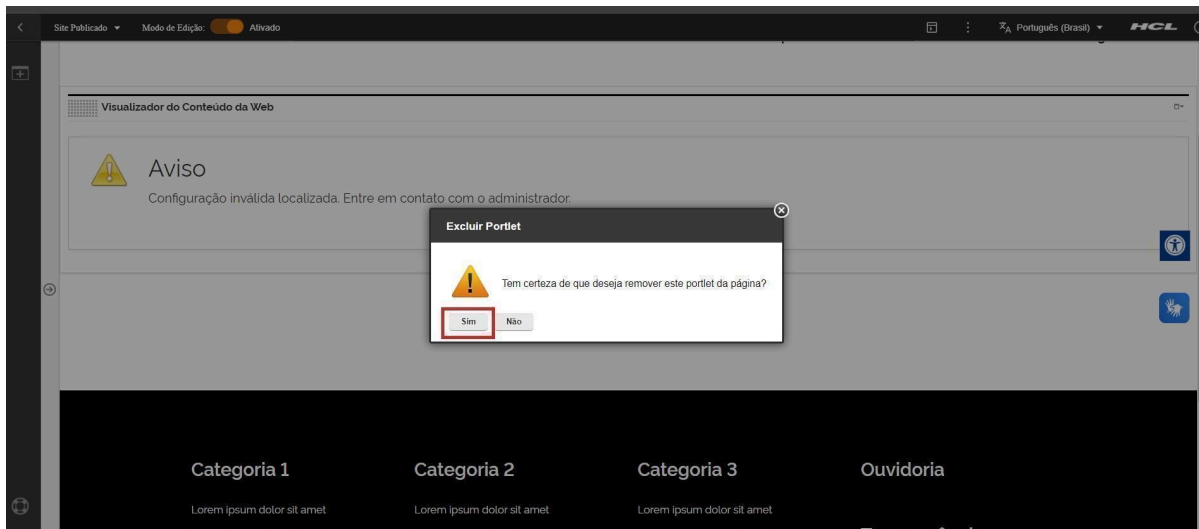 Site Publicado Modo de Edição: Ativado Português (Brasil) HCL
Visualizador do Conteúdo da Web
Aviso
Configuração inválida localizada. Entre em contato com o administrador.
Excluir Portlet
Tem certeza de que deseja remover este portlet da página?
Sim Não
Categoria 1 Categoria 2 Categoria 3 Ouvidoria
Lorem ipsum dolor sit amet Lorem ipsum dolor sit amet Lorem ipsum dolor sit amet